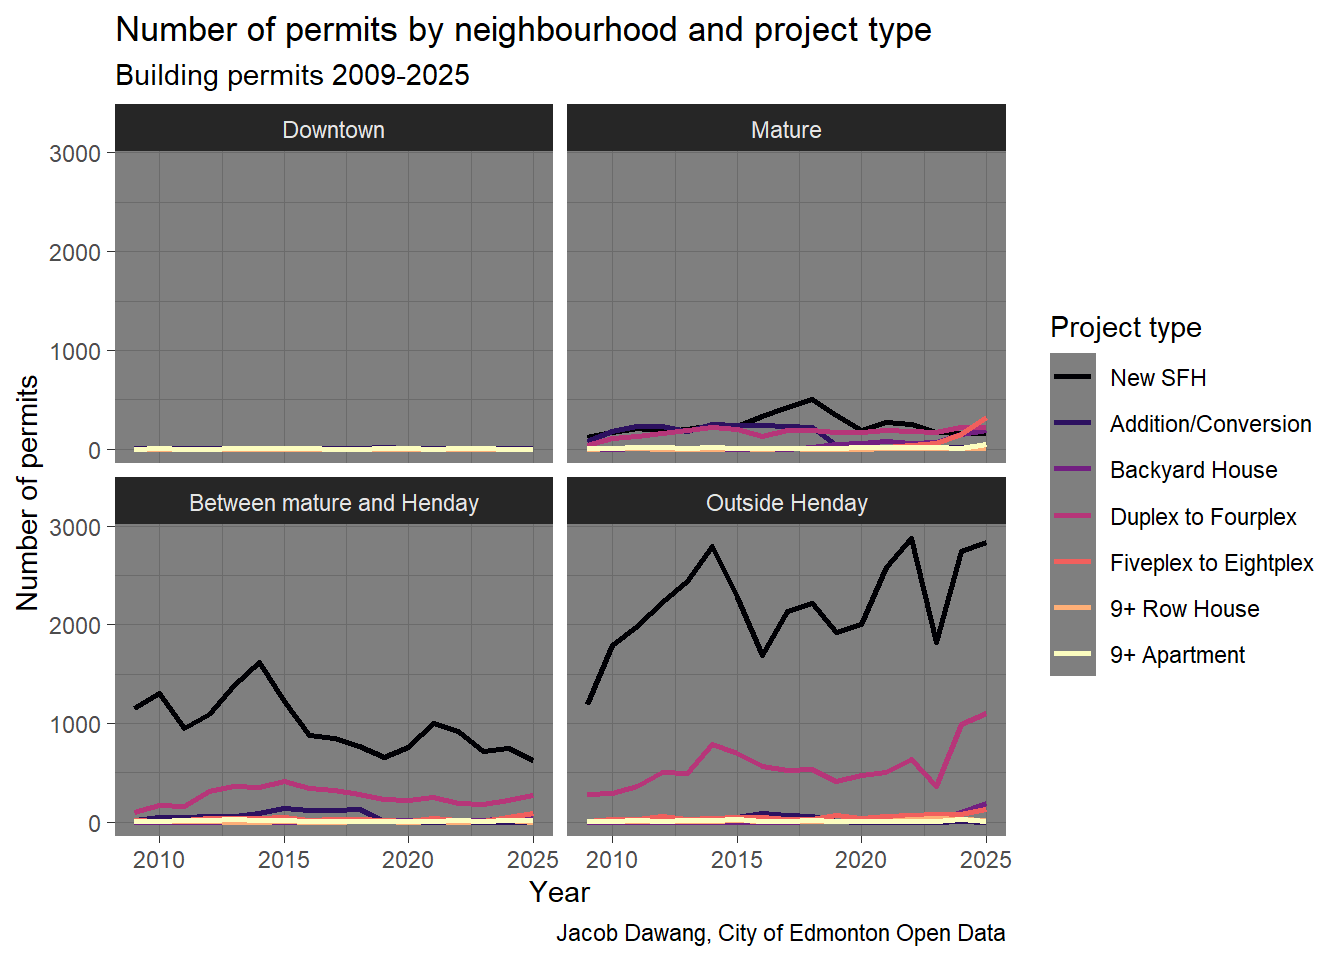 Number of permits by neighbourhood and project type
Building permits 2009-2025
Downtown
Mature
3000
2000
1000
0
Between mature and Henday
Outside Henday
3000
2000
1000
0
2010
2015
2020
2025
2010
2015
2020
2025
Number of permits
Year
Project type
New SFH
Addition/Conversion
Backyard House
Duplex to Fourplex
Fiveplex to Eightplex
9+ Row House
9+ Apartment
Jacob Dawang, City of Edmonton Open Data